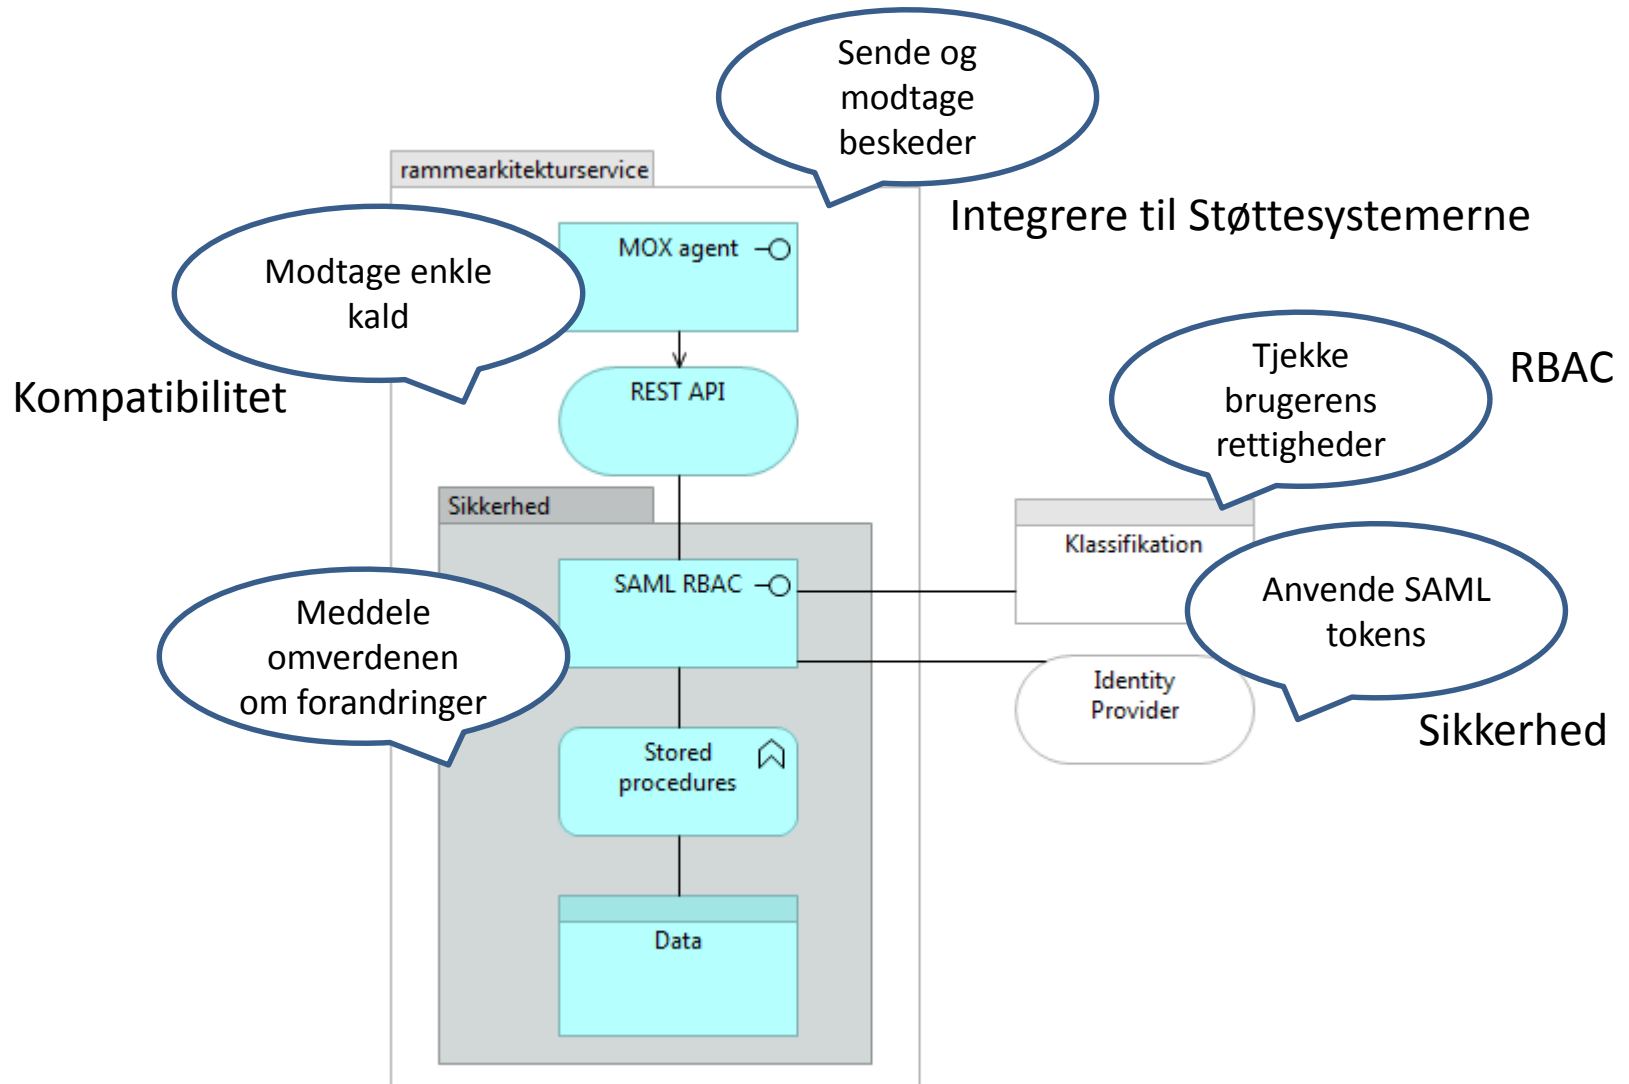 Sende og
modtage
beskeder
rammearkitekturservice
Integrere til Støttesystemerne
MOX agent
Modtage enkle
kald
Kompatibilitet
REST API
Tjekke
brugerens
rettigheder
RBAC
Sikkerhed
Klassifikation
SAML RBAC
Anvende SAML
tokens
Meddele
omverdenen
om forandringer
Identity
Provider
Sikkerhed
Stored
procedures
Data